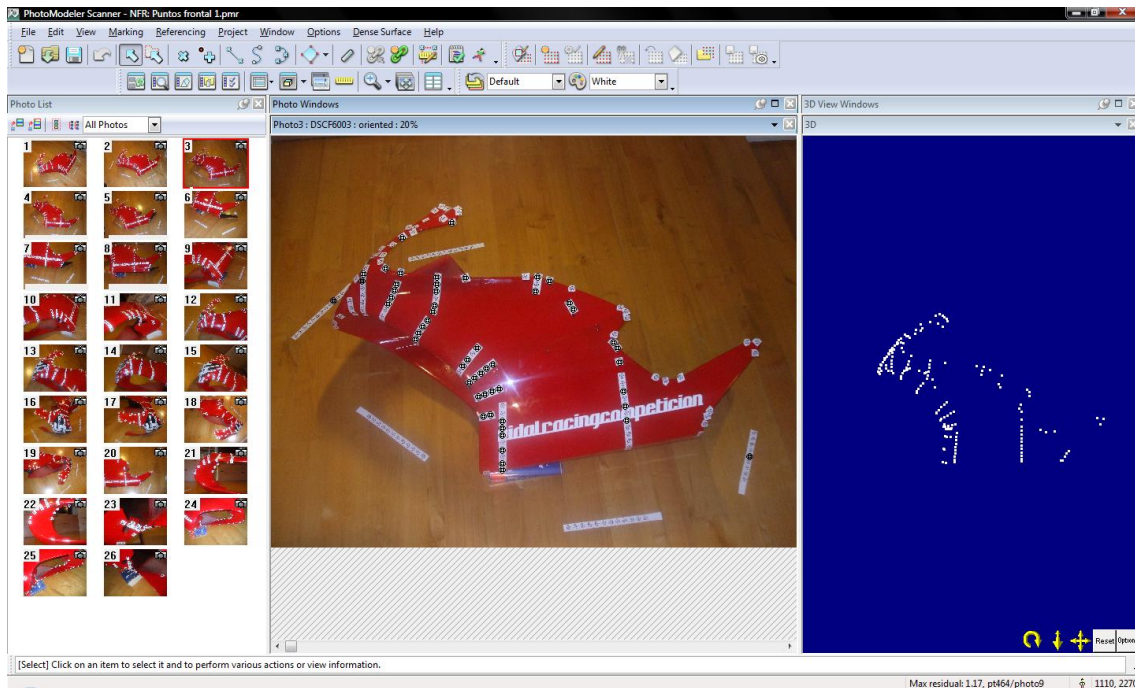 PhotoModeler Scanner - NFR: Puntos frontal 1.pmr
File Edit View Marking Referencing Project Window Options Dense Surface Help
Default White
Photo List
Photo Windows
3D View Windows
All Photos
Photo3 : DSCF6003 : oriented : 20%
3D
1 2 3
4 5 6
7 8 9
10 11 12
13 14 15
16 17 18
19 20 21
22 23 24
25 26
idolracingcompeticion
Reset
[Select] Click on an item to select it and to perform various actions or view information.
Max residual: 1.17, pt464/photo9
1110, 2270